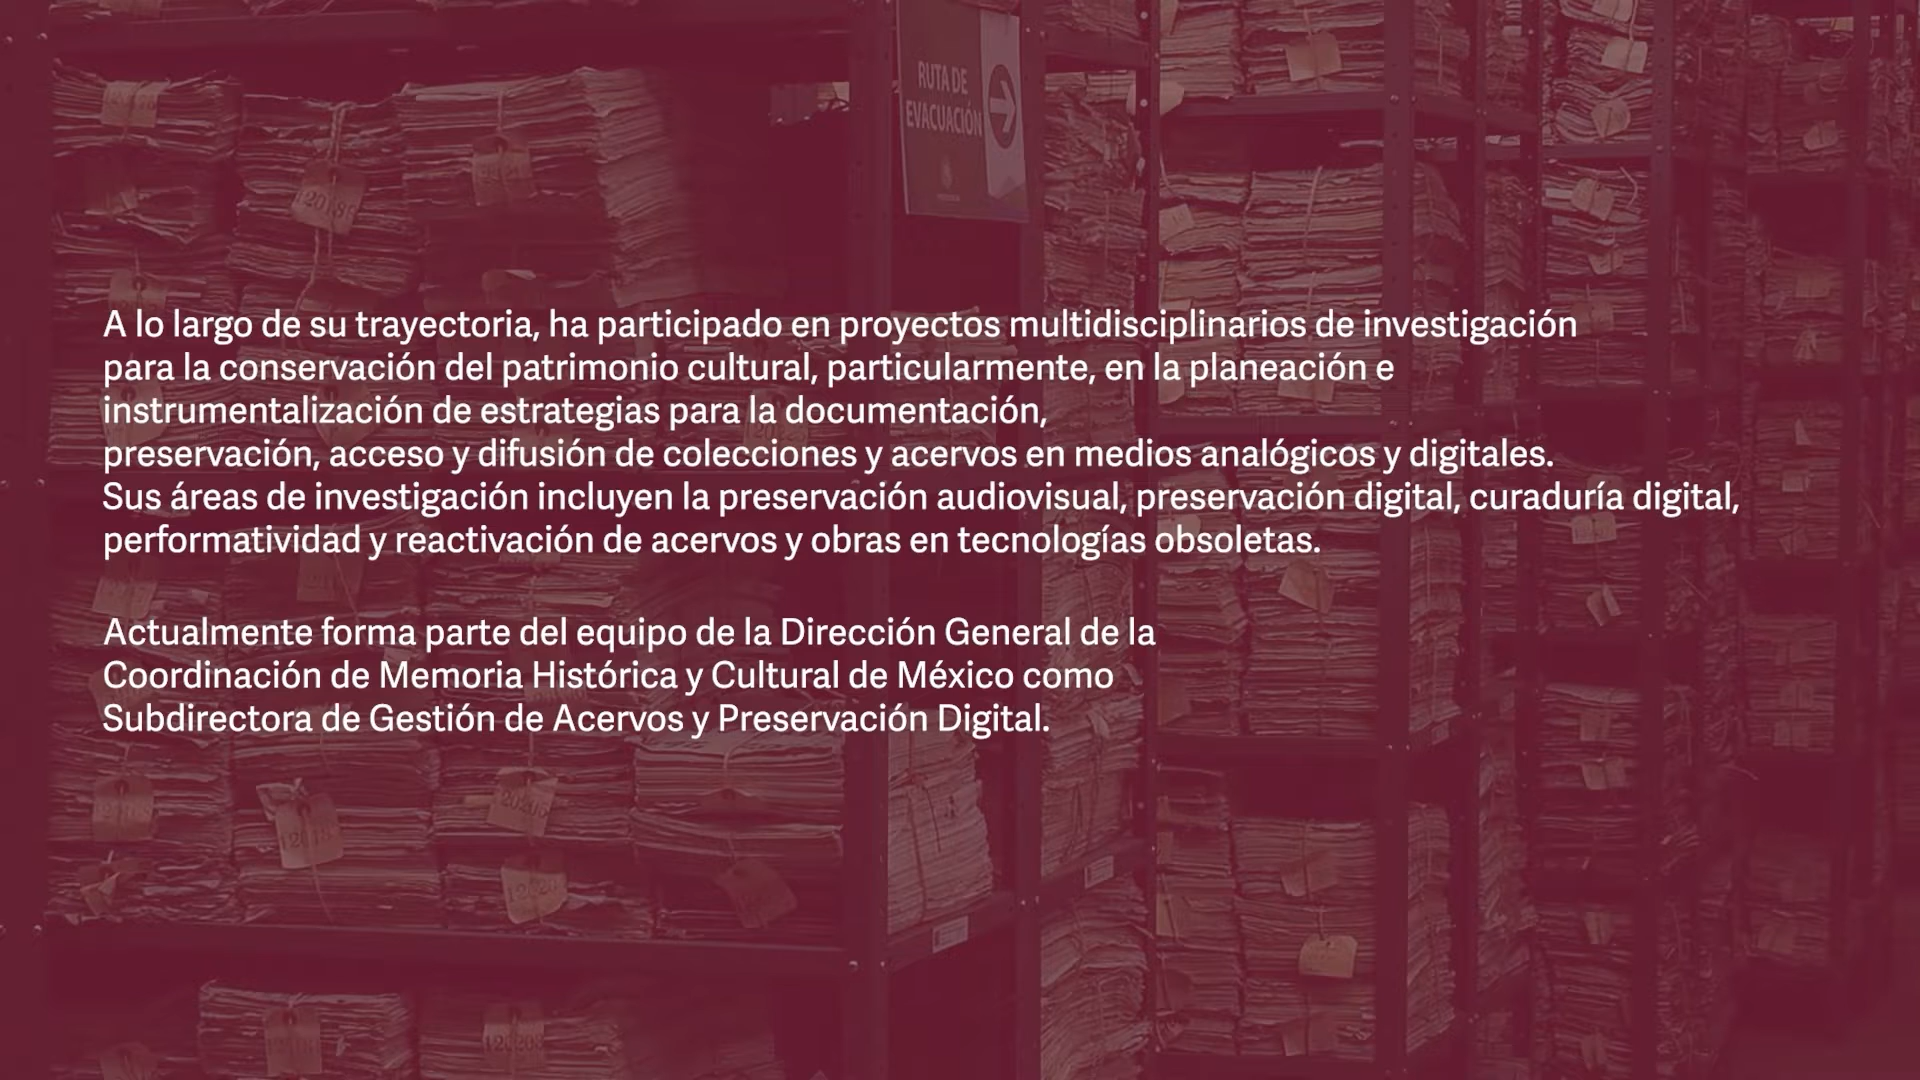 RUTA DE
EVACUACIÓN
A lo largo de su trayectoria, ha participado en proyectos multidisciplinarios de investigación
para la conservación del patrimonio cultural, particularmente, en la planeación e
instrumentalización de estrategias para la documentación,
preservación, acceso y difusión de colecciones y acervos en medios analógicos y digitales.
Sus áreas de investigación incluyen la preservación audiovisual, preservación digital, curaduría digital,
performatividad y reactivación de acervos y obras en tecnologías obsoletas.
Actualmente forma parte del equipo de la Dirección General de la
Coordinación de Memoria Histórica y Cultural de México como
Subdirectora de Gestión de Acervos y Preservación Digital.